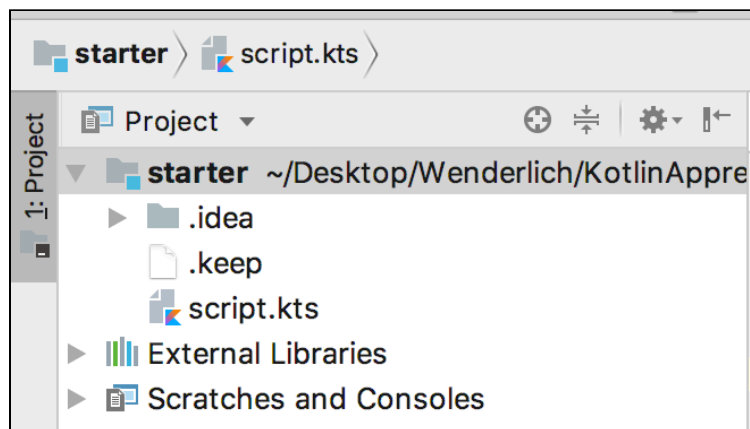 starter script.kts
1: Project
Project
starter ~/Desktop/Wenderlich/KotlinAppre
.idea
.keep
script.kts
External Libraries
Scratches and Consoles